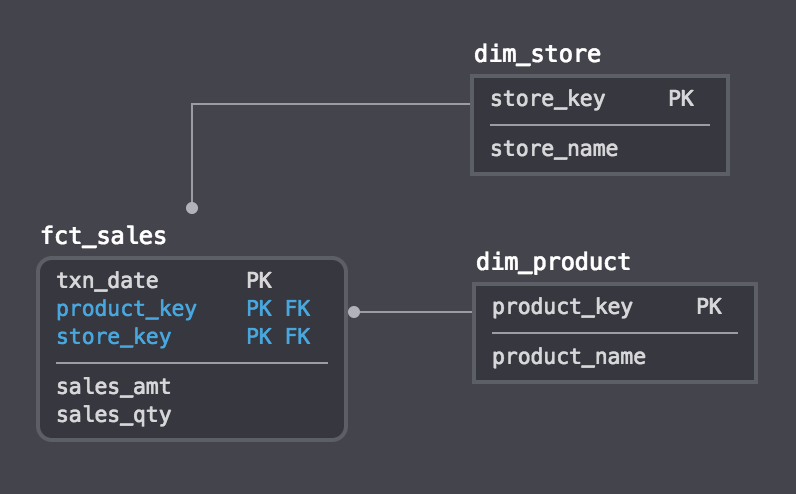 dim_store
store_key PK
store_name
fct_sales
txn_date PK
product_key PK FK
store_key PK FK
sales_amt
sales_qty
dim_product
product_key PK
product_name